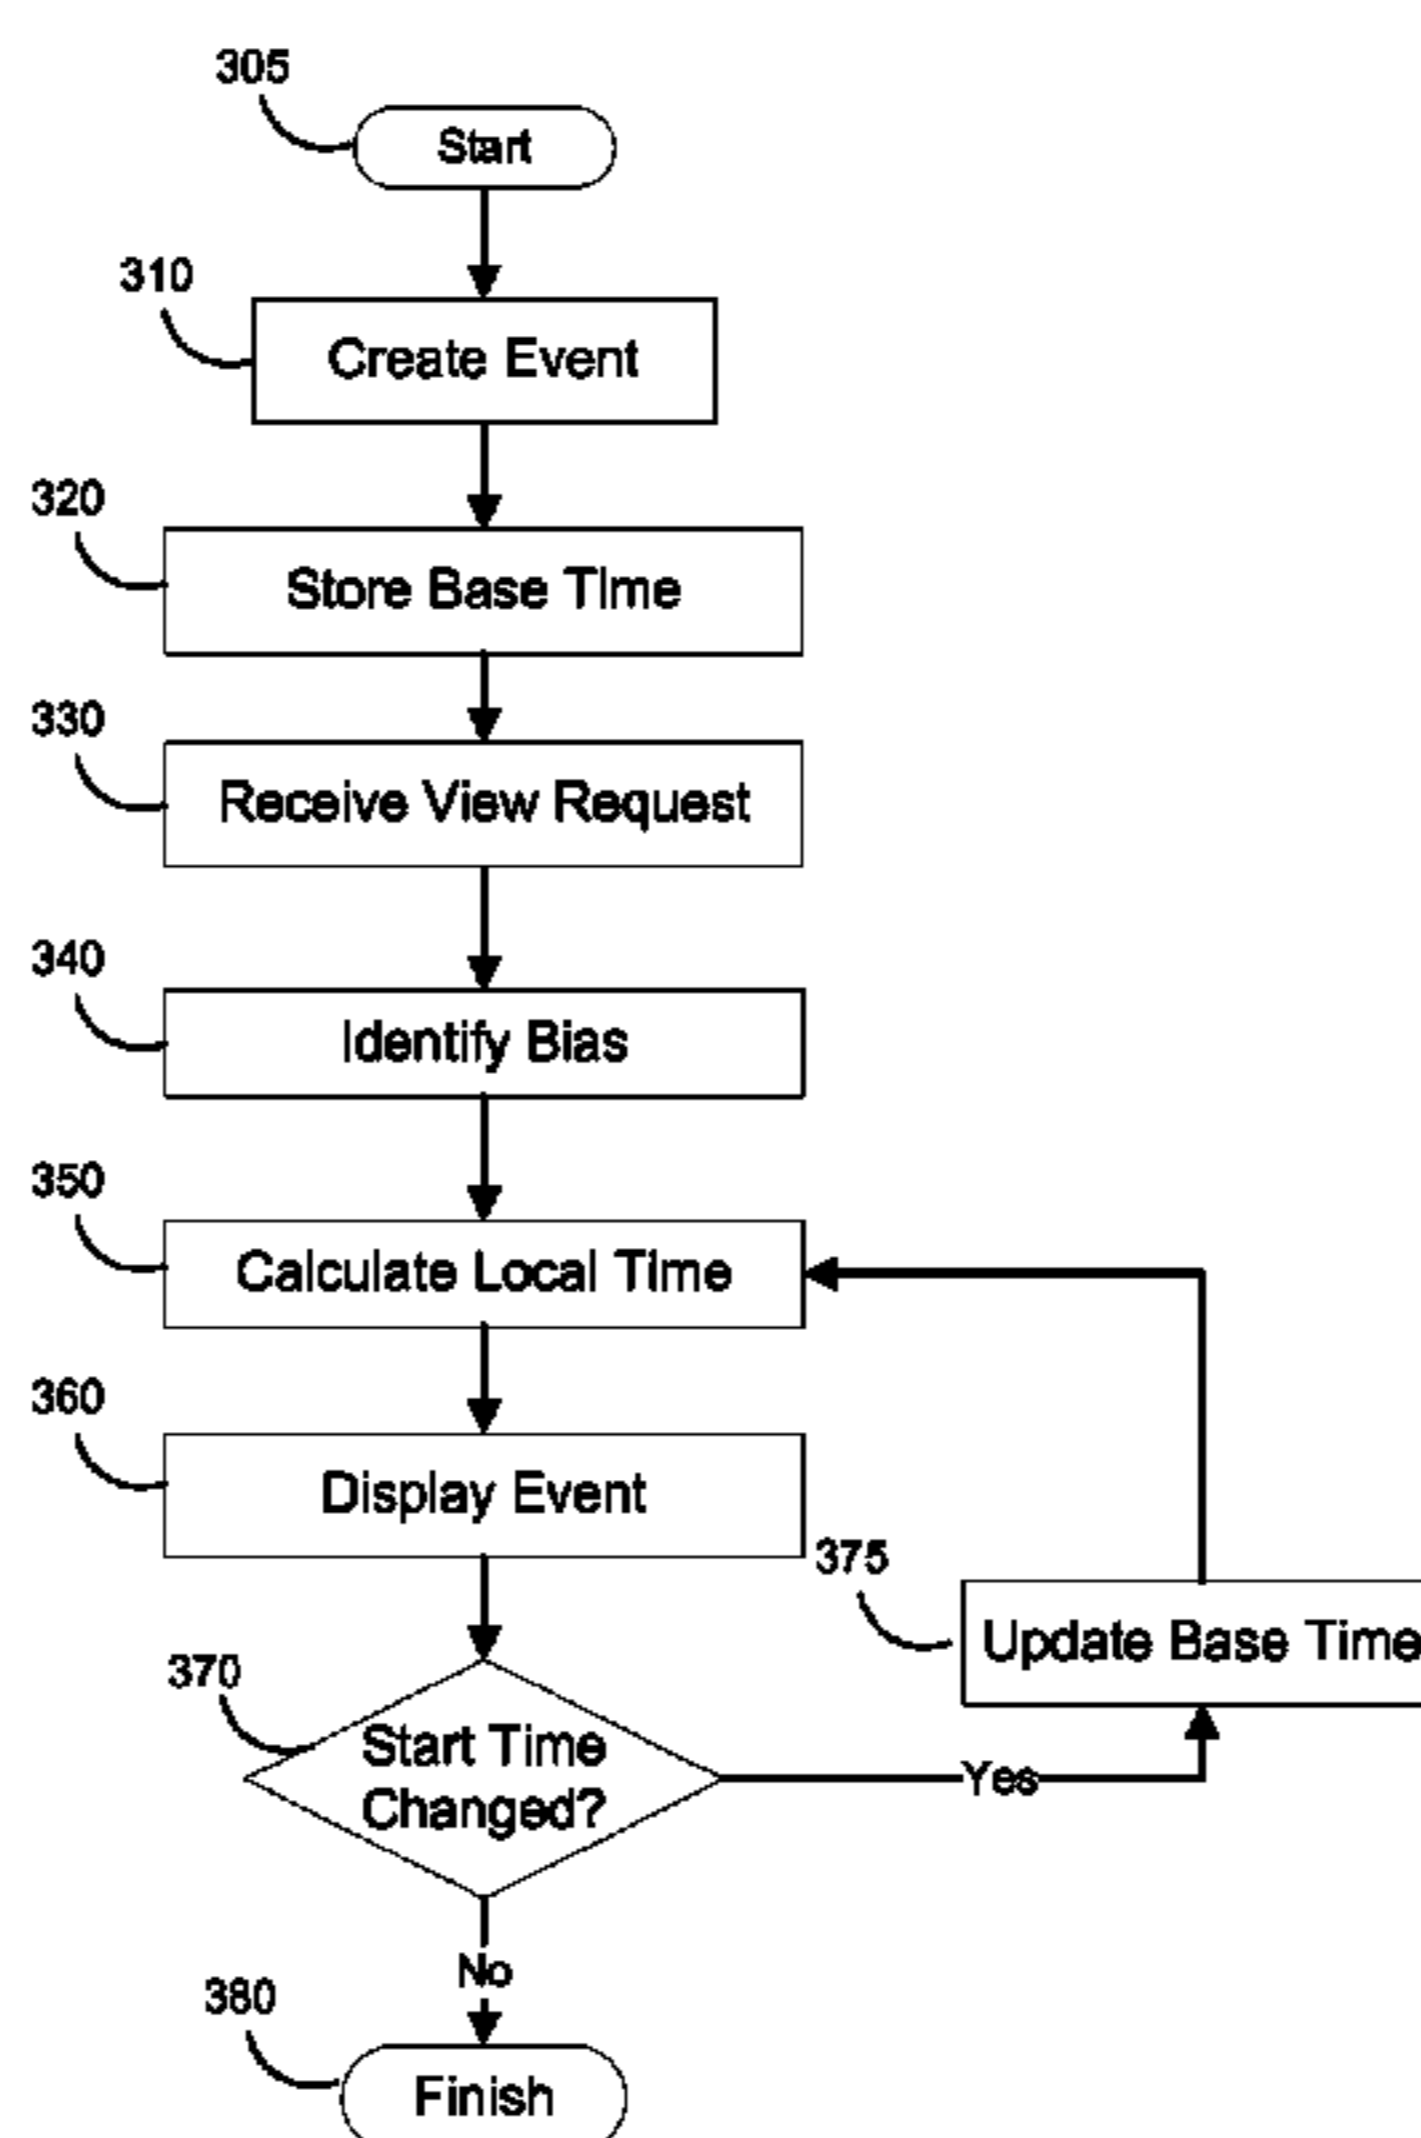 305
Start
310
Create Event
320
Store Base Time
330
Receive View Request
340
Identify Bias
350
Calculate Local Time
360
Display Event
375
Update Base Time
370
Start Time
Changed?
Yes
No
380
Finish